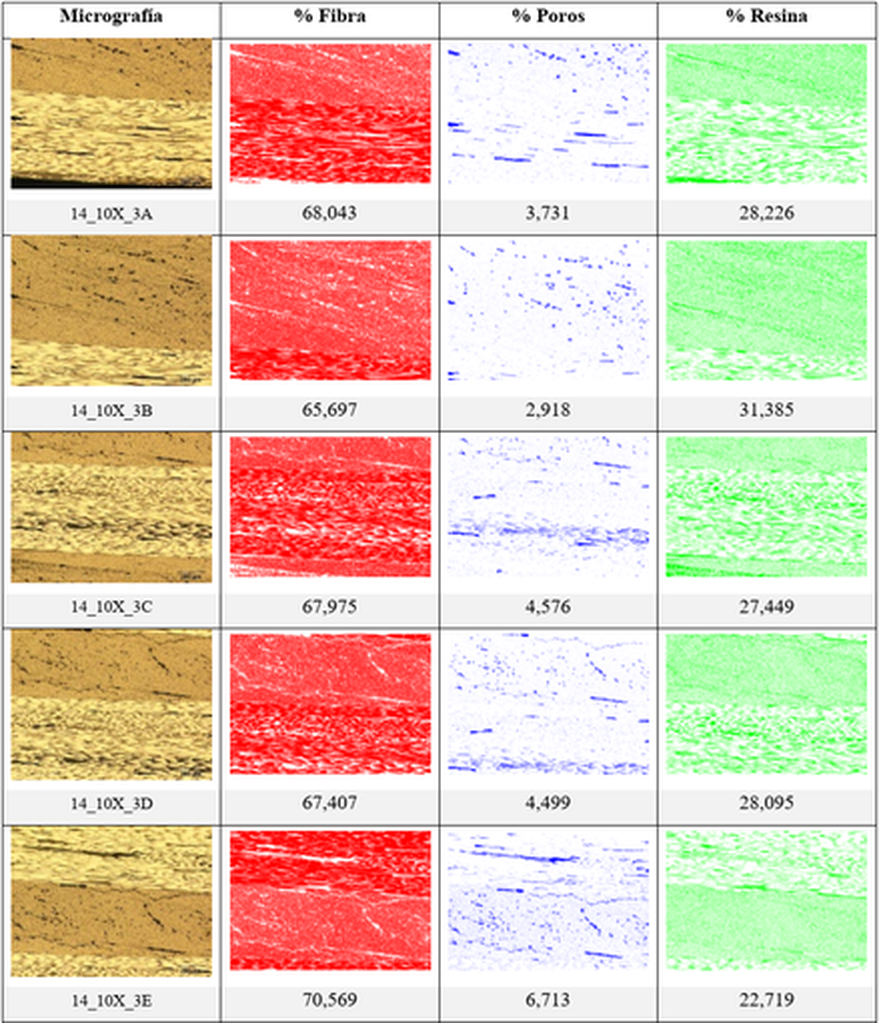 Micrografía % Fibra % Poros % Resina
14_10X_3A 68,043 3,731 28,226
14_10X_3B 65,697 2,918 31,385
14_10X_3C 67,975 4,576 27,449
14_10X_3D 67,407 4,499 28,095
14_10X_3E 70,569 6,713 22,719